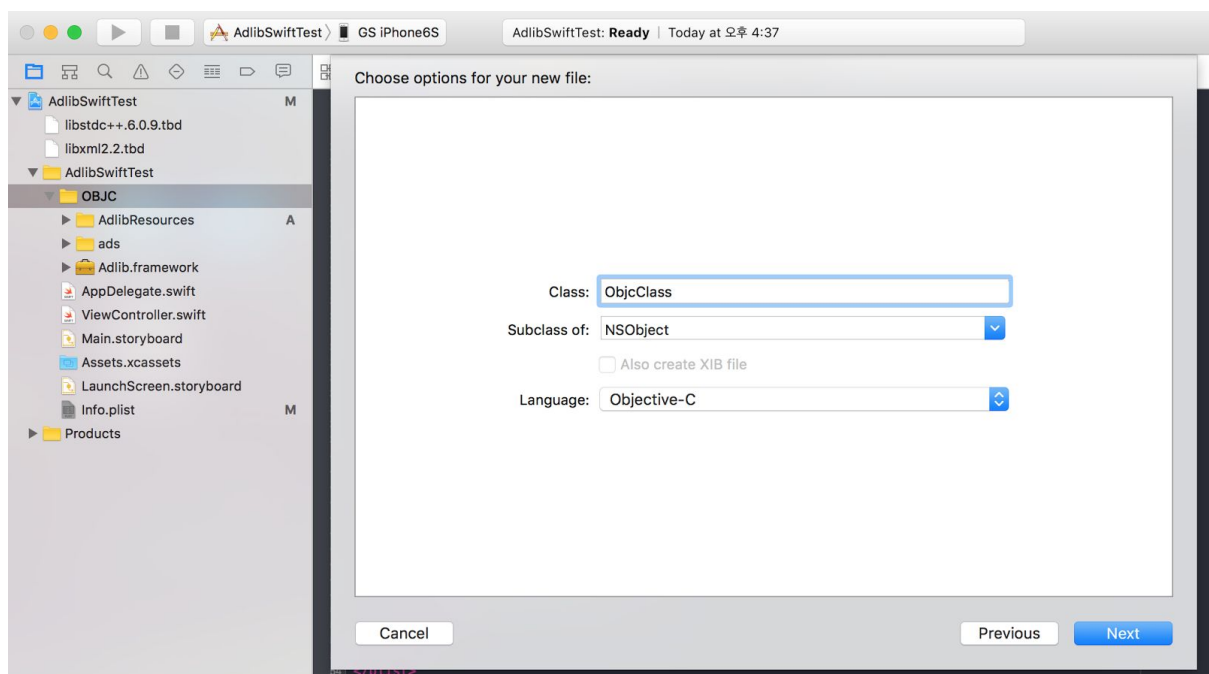 AdlibSwiftTest 〉 GS iPhone6S
AdlibSwiftTest: Ready | Today at 오후 4:37
Choose options for your new file:
AdlibSwiftTest M
libstdc++.6.0.9.tbd
libxml2.2.tbd
AdlibSwiftTest
OBJC
AdlibResources A
ads
Adlib.framework
AppDelegate.swift
ViewController.swift
Main.storyboard
Assets.xcassets
LaunchScreen.storyboard
Info.plist M
Products
Class: ObjcClass
Subclass of: NSObject
Also create XIB file
Language: Objective-C
Cancel Previous Next